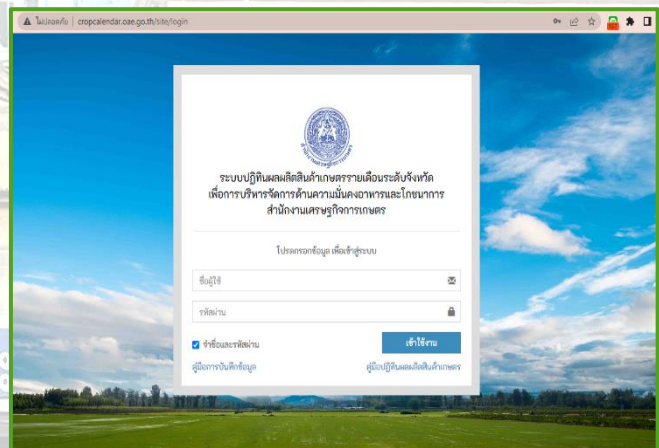 ไม่ปลอดภัย | cropcalendar.oae.go.th/site/login
ระบบปฏิทินผลผลิตสินค้าเกษตรรายเดือนระดับจังหวัด
เพื่อการบริหารจัดการด้านความมั่นคงอาหารและโภชนาการ
สำนักงานเศรษฐกิจการเกษตร
โปรดกรอกข้อมูล เพื่อเข้าสู่ระบบ
ชื่อผู้ใช้
รหัสผ่าน
จำชื่อและรหัสผ่าน
เข้าใช้งาน
คู่มือการบันทึกข้อมูล
คู่มือปฏิทินผลผลิตสินค้าเกษตร